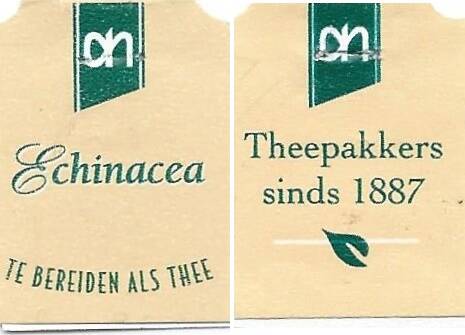 ah
Echinacea
TE BEREIDEN ALS THEE
ah
Theepakkers
sinds 1887